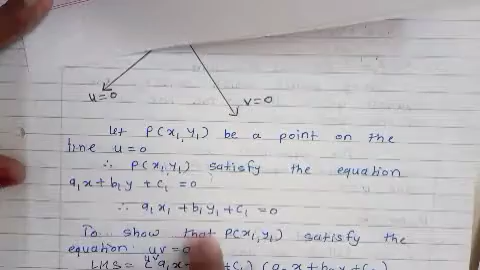 u=0
v=0
Let P(x₁, y₁) be a point on the
line u = 0
∴ P(x₁, y₁) satisfy the equation
a₁x + b₁y + c₁ = 0
∴ a₁x₁ + b₁y₁ + c₁ = 0
To show that P(x₁, y₁) satisfy the
equation uv = 0
LHS =